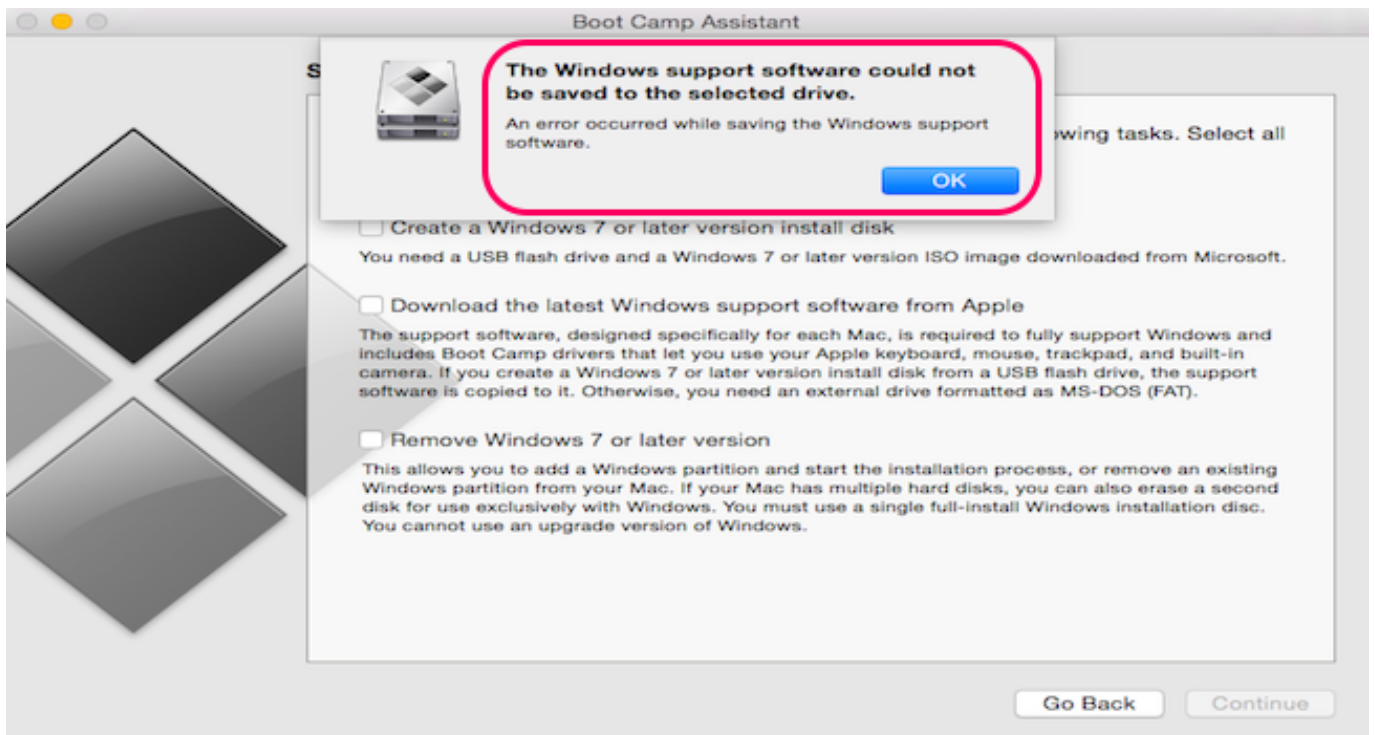 Boot Camp Assistant
S
The Windows support software could not
be saved to the selected drive.
An error occurred while saving the Windows support
software.
OK
owing tasks. Select all
Create a Windows 7 or later version install disk
You need a USB flash drive and a Windows 7 or later version ISO image downloaded from Microsoft.
Download the latest Windows support software from Apple
The support software, designed specifically for each Mac, is required to fully support Windows and
includes Boot Camp drivers that let you use your Apple keyboard, mouse, trackpad, and built-in
camera. If you create a Windows 7 or later version install disk from a USB flash drive, the support
software is copied to it. Otherwise, you need an external drive formatted as MS-DOS (FAT).
Remove Windows 7 or later version
This allows you to add a Windows partition and start the installation process, or remove an existing
Windows partition from your Mac. If your Mac has multiple hard disks, you can also erase a second
disk for use exclusively with Windows. You must use a single full-install Windows installation disc.
You cannot use an upgrade version of Windows.
Go Back
Continue